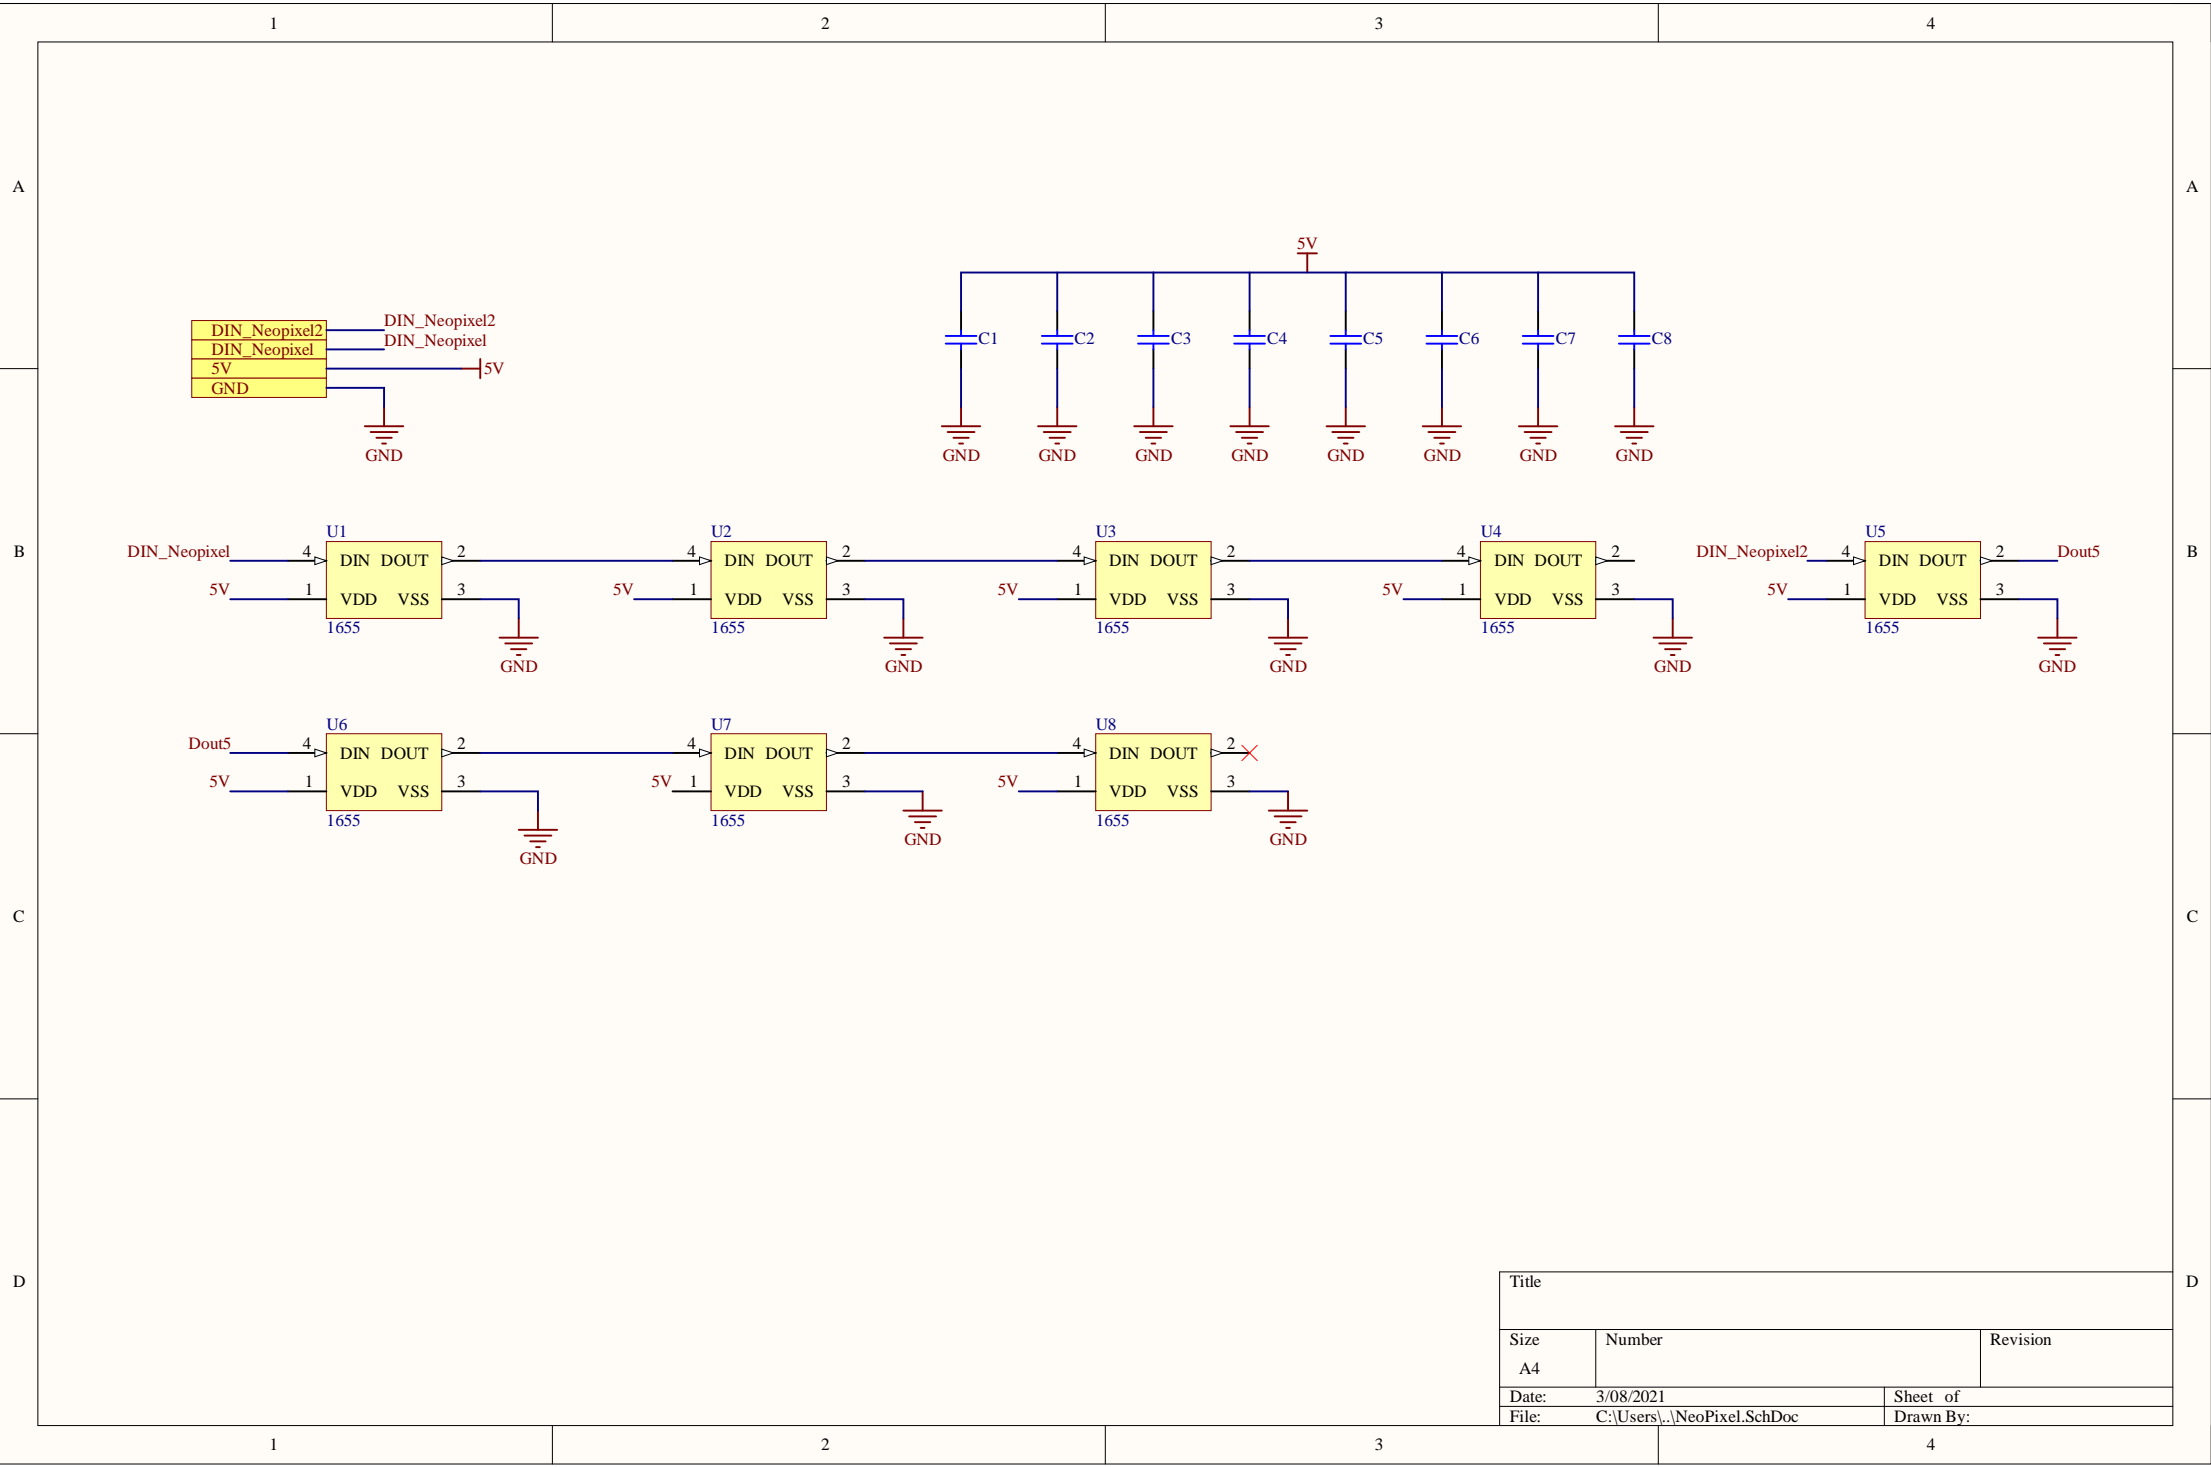 1 2 3 4
A A
5V
DIN_Neopixel2 DIN_Neopixel2
DIN_Neopixel DIN_Neopixel
5V 5V
GND
GND
C1 C2 C3 C4 C5 C6 C7 C8
GND GND GND GND GND GND GND GND
B B
U1 U2 U3 U4 U5
DIN_Neopixel 4 DIN DOUT 2 4 DIN DOUT 2 4 DIN DOUT 2 4 DIN DOUT 2 DIN_Neopixel2 4 DIN DOUT 2 Dout5
5V 1 VDD VSS 3 5V 1 VDD VSS 3 5V 1 VDD VSS 3 5V 1 VDD VSS 3 5V 1 VDD VSS 3
1655 1655 1655 1655 1655
GND GND GND GND GND
U6 U7 U8
Dout5 4 DIN DOUT 2 4 DIN DOUT 2 4 DIN DOUT 2
5V 1 VDD VSS 3 5V 1 VDD VSS 3 5V 1 VDD VSS 3
1655 1655 1655
GND GND GND
C C
D D
Title
Size Number Revision
A4
Date: 3/08/2021 Sheet of
File: C:\Users\..\NeoPixel.SchDoc Drawn By:
1 2 3 4